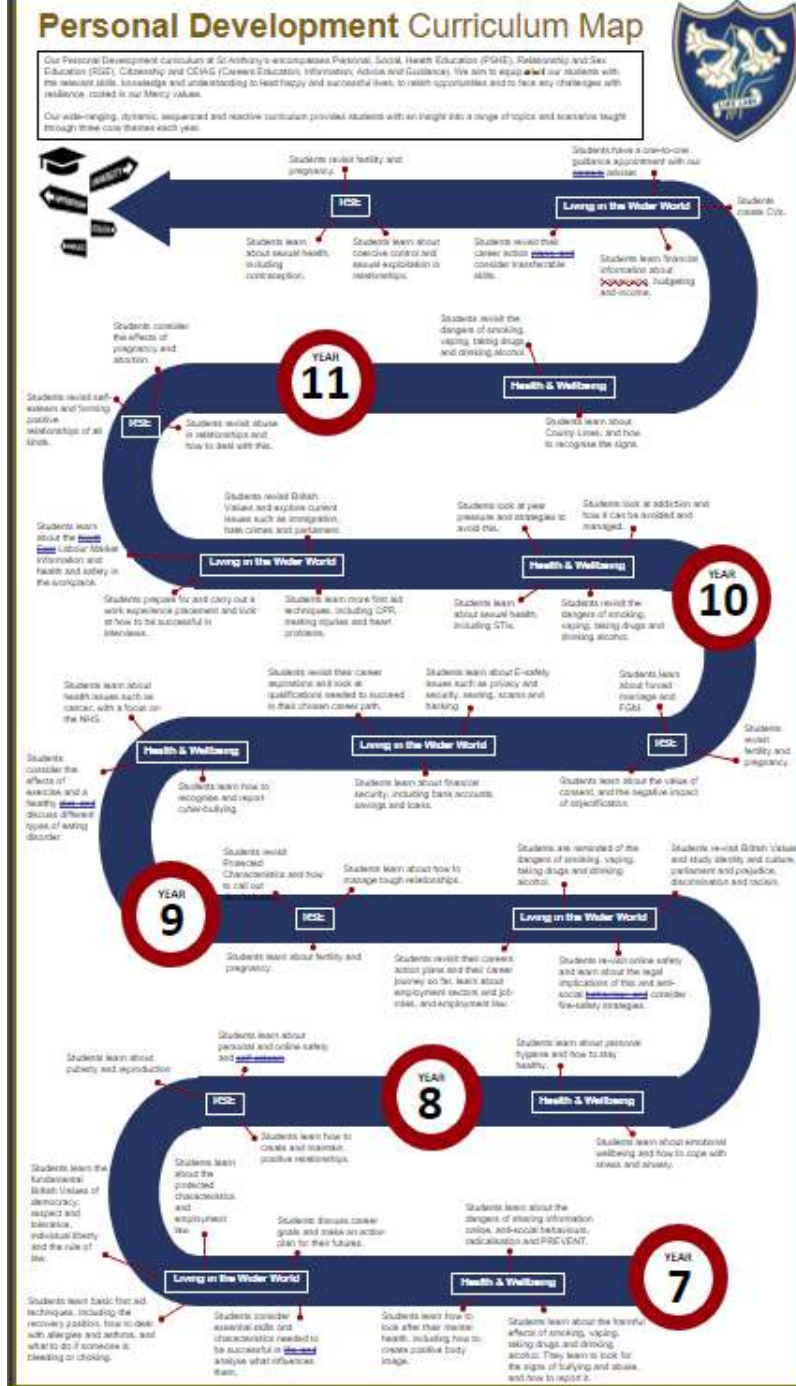 Personal Development Curriculum Map
Our Personal Development curriculum at St Anthony's encompasses Personal, Social, Health Education (PSHE), Relationship and Sex
Education (RSE), Citizenship and CEIAG (Careers Education, Information, Advice and Guidance). We aim to equip all our students with
the relevant skills, knowledge and understanding to lead happy and successful lives, to relish opportunities and to face any challenges with
resilience, rooted in our Mercy values.
Our wide-ranging, dynamic, sequenced and reactive curriculum provides students with an insight into a range of topics and scenarios taught
through three core themes each year.
UNIVERSITY
Students revisit fertility and
pregnancy.
Students have a one-to-one
guidance appointment with our
careers adviser.
RSE
Living in the Wider World
Students
create CVs.
Students learn
about sexual health,
including
contraception.
Students learn about
coercive control and
sexual exploitation in
relationships.
Students revisit their
career action plans and
consider transferable
skills.
Students learn financial
information about
budgeting
and income.
Students consider
the effects of
pregnancy and
abortion.
YEAR
11
Students revisit the
dangers of smoking,
vaping, taking drugs
and drinking alcohol.
Health & Wellbeing
Students revisit self-
esteem and forming
positive
relationships of all
kinds.
RSE
Students revisit abuse
in relationships and
how to deal with this.
Students learn about
County Lines, and how
to recognise the signs.
Students revisit British
Values and explore current
issues such as immigration,
hate crimes and parliament.
Students look at peer
pressure and strategies to
avoid this.
Students look at addiction and
how it can be avoided and
managed.
Students learn
about the North
East Labour Market
Information and
health and safety in
the workplace.
Living in the Wider World
Health & Wellbeing
YEAR
10
Students prepare for and carry out a
work experience placement and look
at how to be successful in
interviews.
Students learn more first aid
techniques, including CPR,
treating injuries and heart
problems.
Students learn
about sexual health,
including STIs.
Students revisit the
dangers of smoking,
vaping, taking drugs and
drinking alcohol.
Students learn about
health issues such as
cancer, with a focus on
the NHS.
Students revisit their career
aspirations and look at
qualifications needed to succeed
in their chosen career path.
Students learn about E-safety
issues such as privacy and
security, sexting, scams and
hacking.
Students learn
about forced
marriage and
FGM.
Health & Wellbeing
Living in the Wider World
RSE
Students
revisit
fertility and
pregnancy.
Students
consider the
effects of
exercise and a
healthy diet, and
discuss different
types of eating
disorder.
Students learn how to
recognise and report
cyber-bullying.
Students learn about financial
security, including bank accounts,
savings and loans.
Students learn about the value of
consent, and the negative impact
of objectification.
YEAR
9
Students revisit
Protected
Characteristics and how
to call out
Students learn about how to
manage tough relationships.
Students are reminded of the
dangers of smoking, vaping,
taking drugs and drinking
alcohol.
Students re-visit British Values
and study identity and culture,
parliament and prejudice,
discrimination and racism.
RSE
Living in the Wider World
Students learn about fertility and
pregnancy.
Students revisit their careers
action plans and their career
journey so far, learn about
employment sectors and job
roles, and employment law.
Students re-visit online safety
and learn about the legal
implications of this and anti-
social behaviour, and consider
fire-safety strategies.
Students learn about
puberty and reproduction
Students learn about
personal and online safety
and self-esteem.
Students learn about personal
hygiene and how to stay
healthy.
RSE
YEAR
8
Health & Wellbeing
Students learn how to
create and maintain
positive relationships.
Students learn about emotional
wellbeing and how to cope with
stress and anxiety.
Students learn the
fundamental
British Values of
democracy,
respect and
tolerance,
individual liberty
and the rule of
law.
Students learn
about the
protected
characteristics
and
employment
law.
Students discuss career
goals and make an action
plan for their futures.
Students learn about the
dangers of sharing information
online, anti-social behaviours,
radicalisation and PREVENT.
Living in the Wider World
Health & Wellbeing
YEAR
7
Students learn basic first aid
techniques, including the
recovery position, how to deal
with allergies and asthma, and
what to do if someone is
bleeding or choking.
Students consider
essential skills and
characteristics needed to
be successful in life, and
analyse what influences
them.
Students learn how to
look after their mental
health, including how to
create positive body
image.
Students learn about the harmful
effects of smoking, vaping,
taking drugs and drinking
alcohol. They learn to look for
the signs of bullying and abuse,
and how to report it.